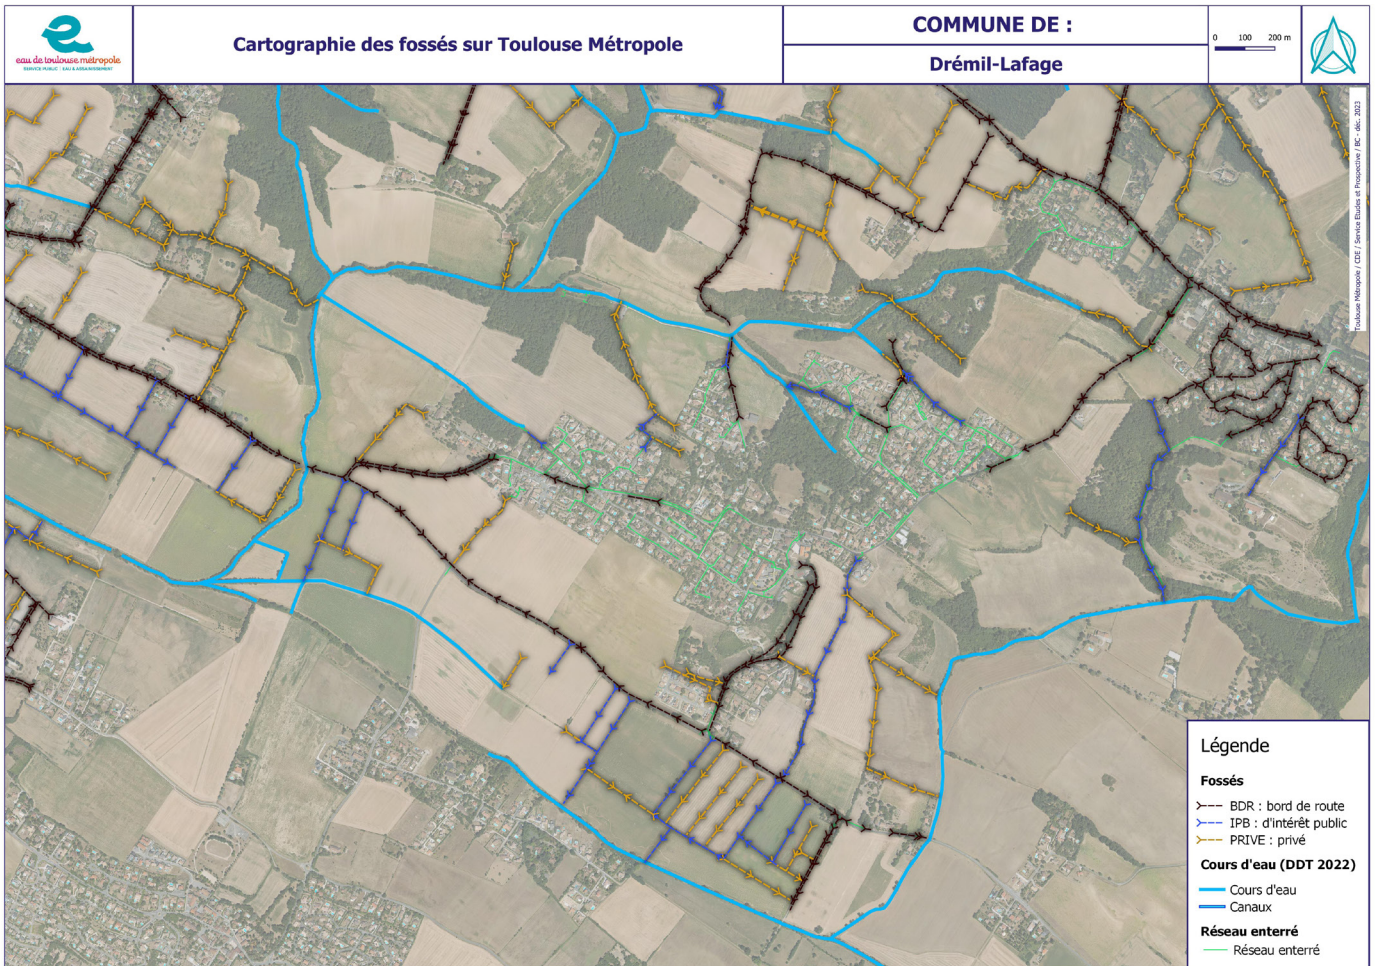 eau de toulouse métropole
SERVICE PUBLIC : EAU & ASSAINISSEMENT
Cartographie des fossés sur Toulouse Métropole
COMMUNE DE :
Drémil-Lafage
0 100 200 m
Toulouse Métropole / CDE / Service Etudes et Prospective / BC - déc. 2023
Légende
Fossés
BDR : bord de route
IPB : d'intérêt public
PRIVE : privé
Cours d'eau (DDT 2022)
Cours d'eau
Canaux
Réseau enterré
Réseau enterré